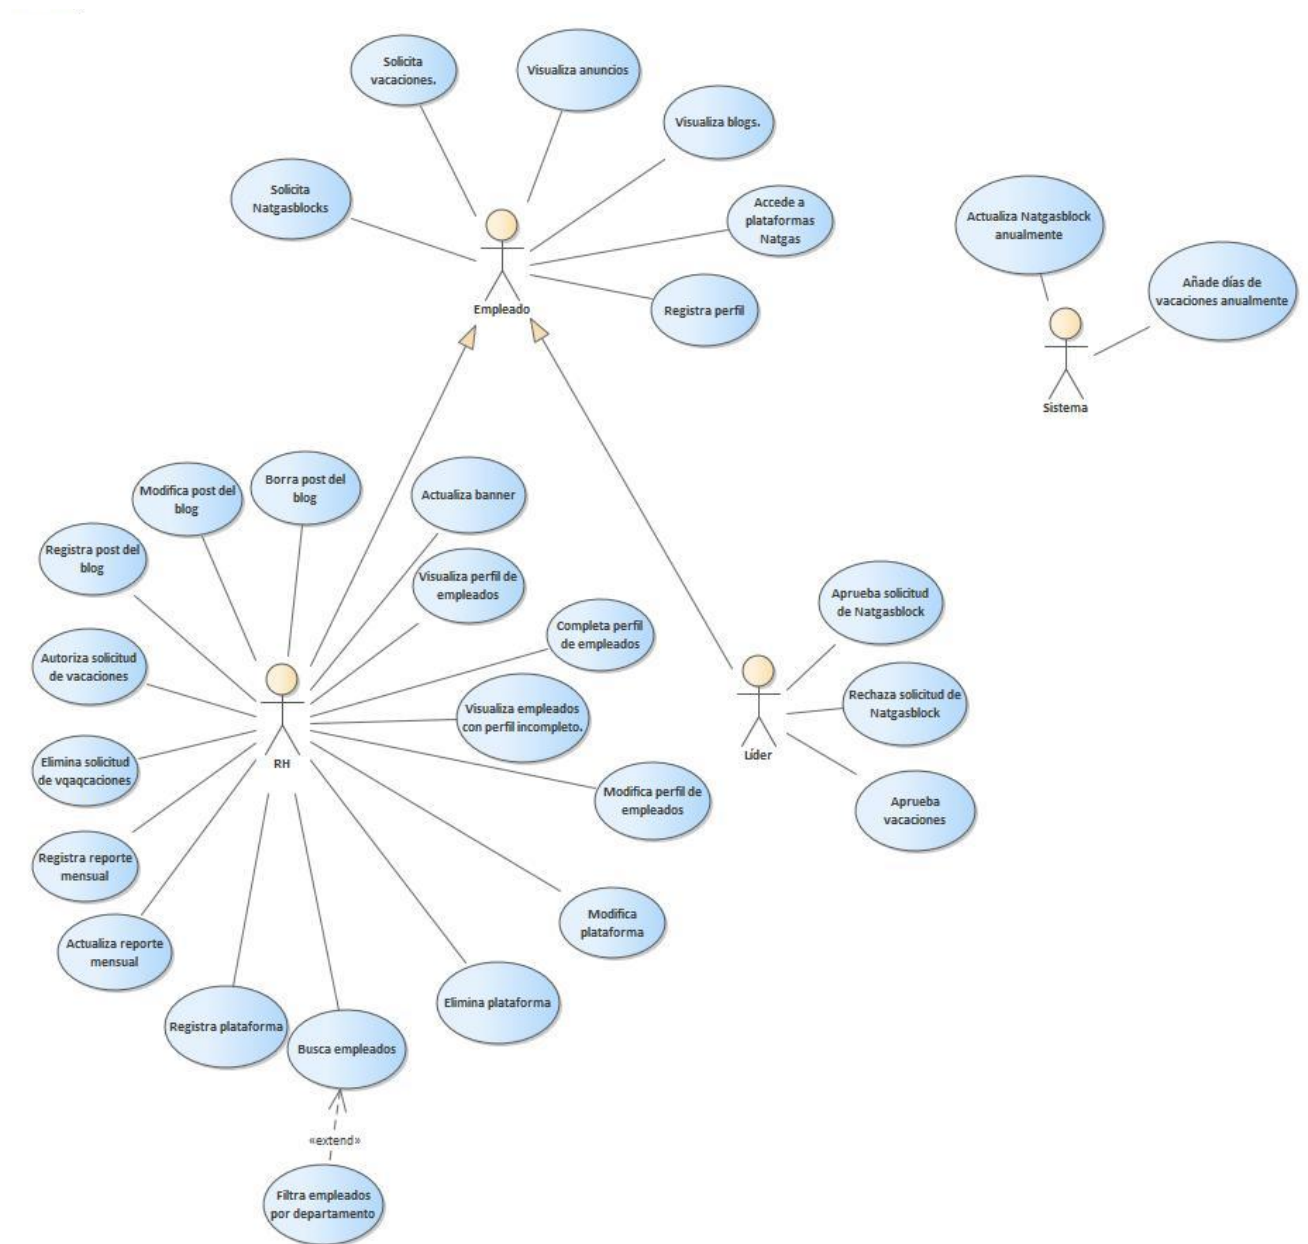 Solicita
vacaciones.
Visualiza anuncios
Visualiza blogs.
Solicita
Natgasblocks
Accede a
plataformas
Natgas
Registra perfil
Empleado
Actualiza Natgasblock
anualmente
Añade días de
vacaciones anualmente
Sistema
Borra post del
blog
Modifica post del
blog
Actualiza banner
Registra post del
blog
Visualiza perfil de
empleados
Completa perfil
de empleados
Autoriza solicitud
de vacaciones
Visualiza empleados
con perfil incompleto.
RH
Elimina solicitud
de vqaqcaciones
Modifica perfil de
empleados
Registra reporte
mensual
Actualiza reporte
mensual
Modifica
plataforma
Elimina plataforma
Registra plataforma
Busca empleados
«extend»
Filtra empleados
por departamento
Aprueba solicitud
de Natgasblock
Rechaza solicitud de
Natgasblock
Líder
Aprueba
vacaciones